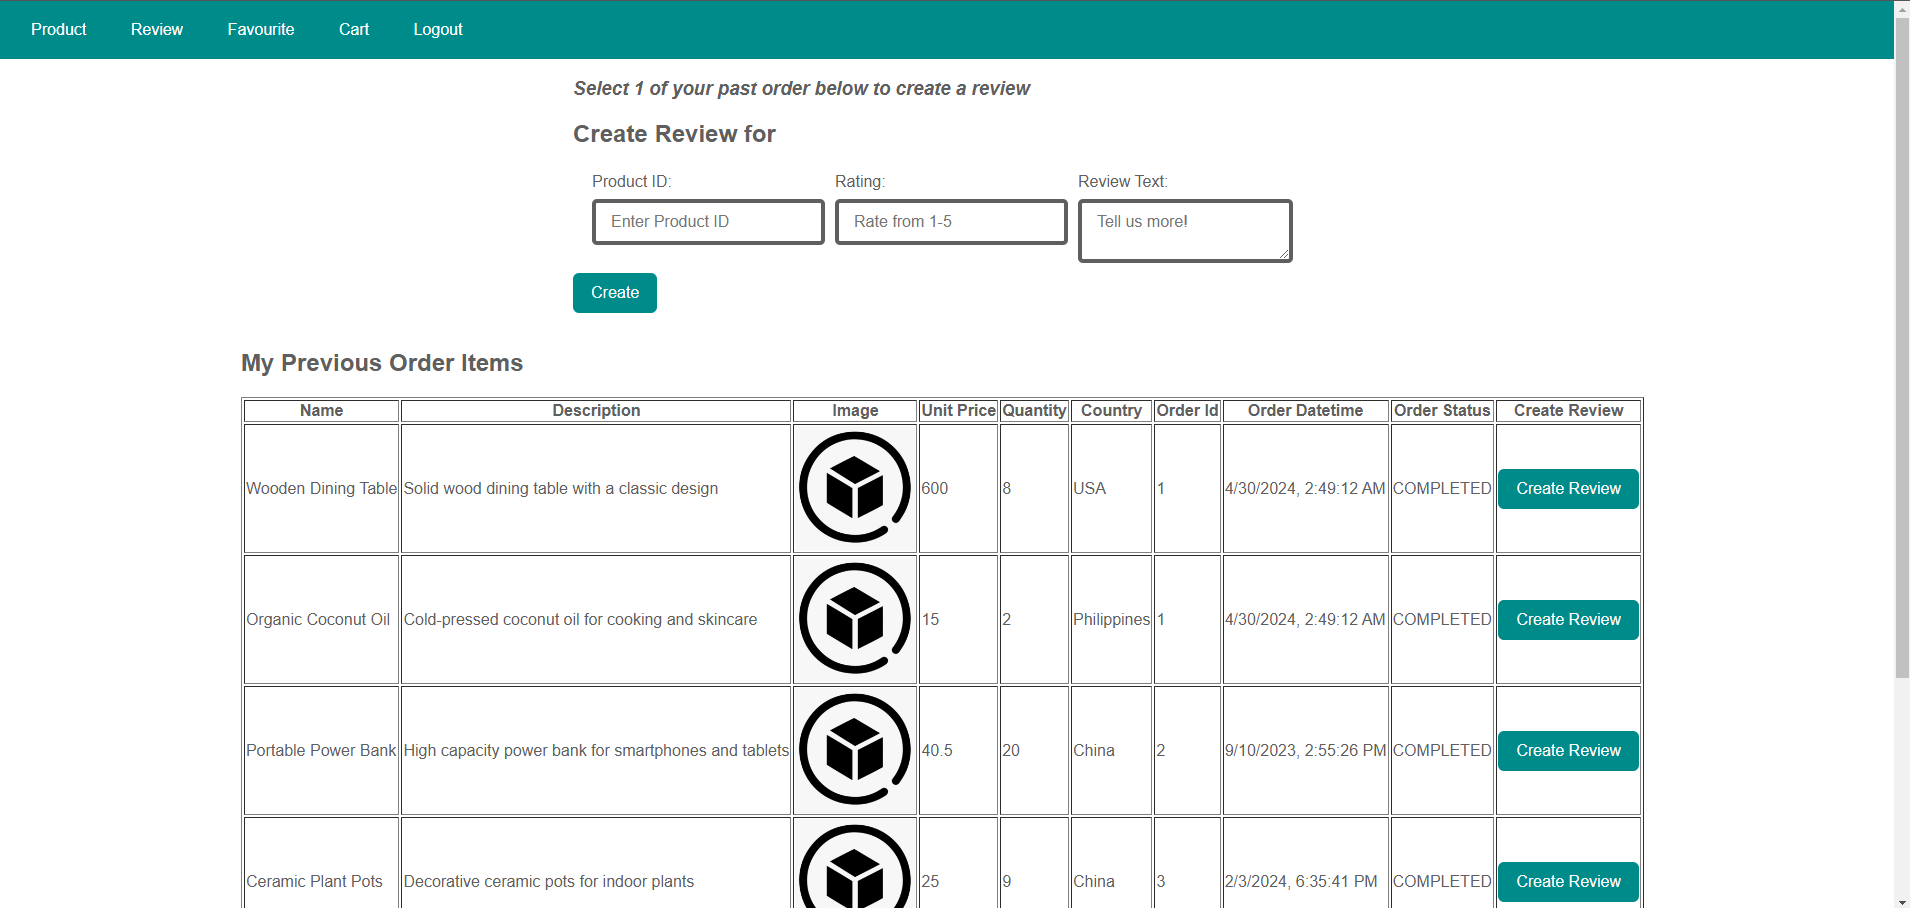 Product Review Favourite Cart Logout
Select 1 of your past order below to create a review
Create Review for
Product ID: Rating: Review Text:
Enter Product ID Rate from 1-5 Tell us more!
Create
My Previous Order Items
Name Description Image Unit Price Quantity Country Order Id Order Datetime Order Status Create Review
Wooden Dining Table Solid wood dining table with a classic design 600 8 USA 1 4/30/2024, 2:49:12 AM COMPLETED Create Review
Organic Coconut Oil Cold-pressed coconut oil for cooking and skincare 15 2 Philippines 1 4/30/2024, 2:49:12 AM COMPLETED Create Review
Portable Power Bank High capacity power bank for smartphones and tablets 40.5 20 China 2 9/10/2023, 2:55:26 PM COMPLETED Create Review
Ceramic Plant Pots Decorative ceramic pots for indoor plants 25 9 China 3 2/3/2024, 6:35:41 PM COMPLETED Create Review